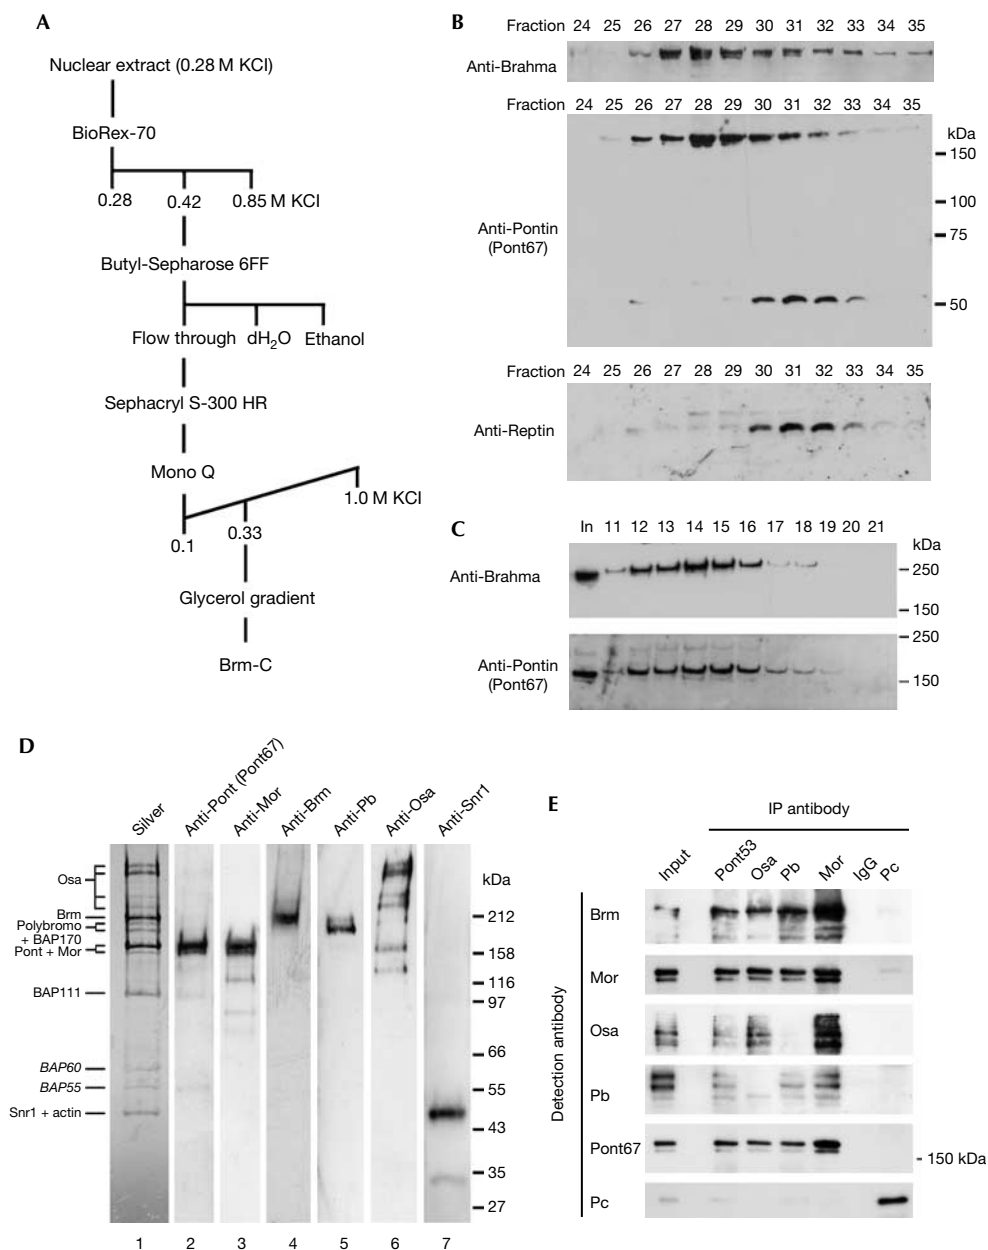 A
Nuclear extract (0.28 M KCl)
BioRex-70
0.28 0.42 0.85 M KCl
Butyl-Sepharose 6FF
Flow through dH2O Ethanol
Sephacryl S-300 HR
Mono Q
1.0 M KCl
0.1 0.33
Glycerol gradient
Brm-C
B
Fraction 24 25 26 27 28 29 30 31 32 33 34 35
Anti-Brahma
Fraction 24 25 26 27 28 29 30 31 32 33 34 35
kDa
150
100
75
50
Anti-Pontin
(Pont67)
Fraction 24 25 26 27 28 29 30 31 32 33 34 35
Anti-Reptin
C
In 11 12 13 14 15 16 17 18 19 20 21
kDa
Anti-Brahma
250
150
250
Anti-Pontin
(Pont67)
150
D
Silver
Anti-Pont (Pont67)
Anti-Mor
Anti-Brm
Anti-Pb
Anti-Osa
Anti-Snr1
Osa
Brm
Polybromo
+ BAP170
Pont + Mor
BAP111
BAP60
BAP55
Snr1 + actin
kDa
212
158
116
97
66
55
43
35
27
1 2 3 4 5 6 7
E
IP antibody
Input Pont53 Osa Pb Mor IgG Pc
Detection antibody
Brm
Mor
Osa
Pb
Pont67
150 kDa
Pc